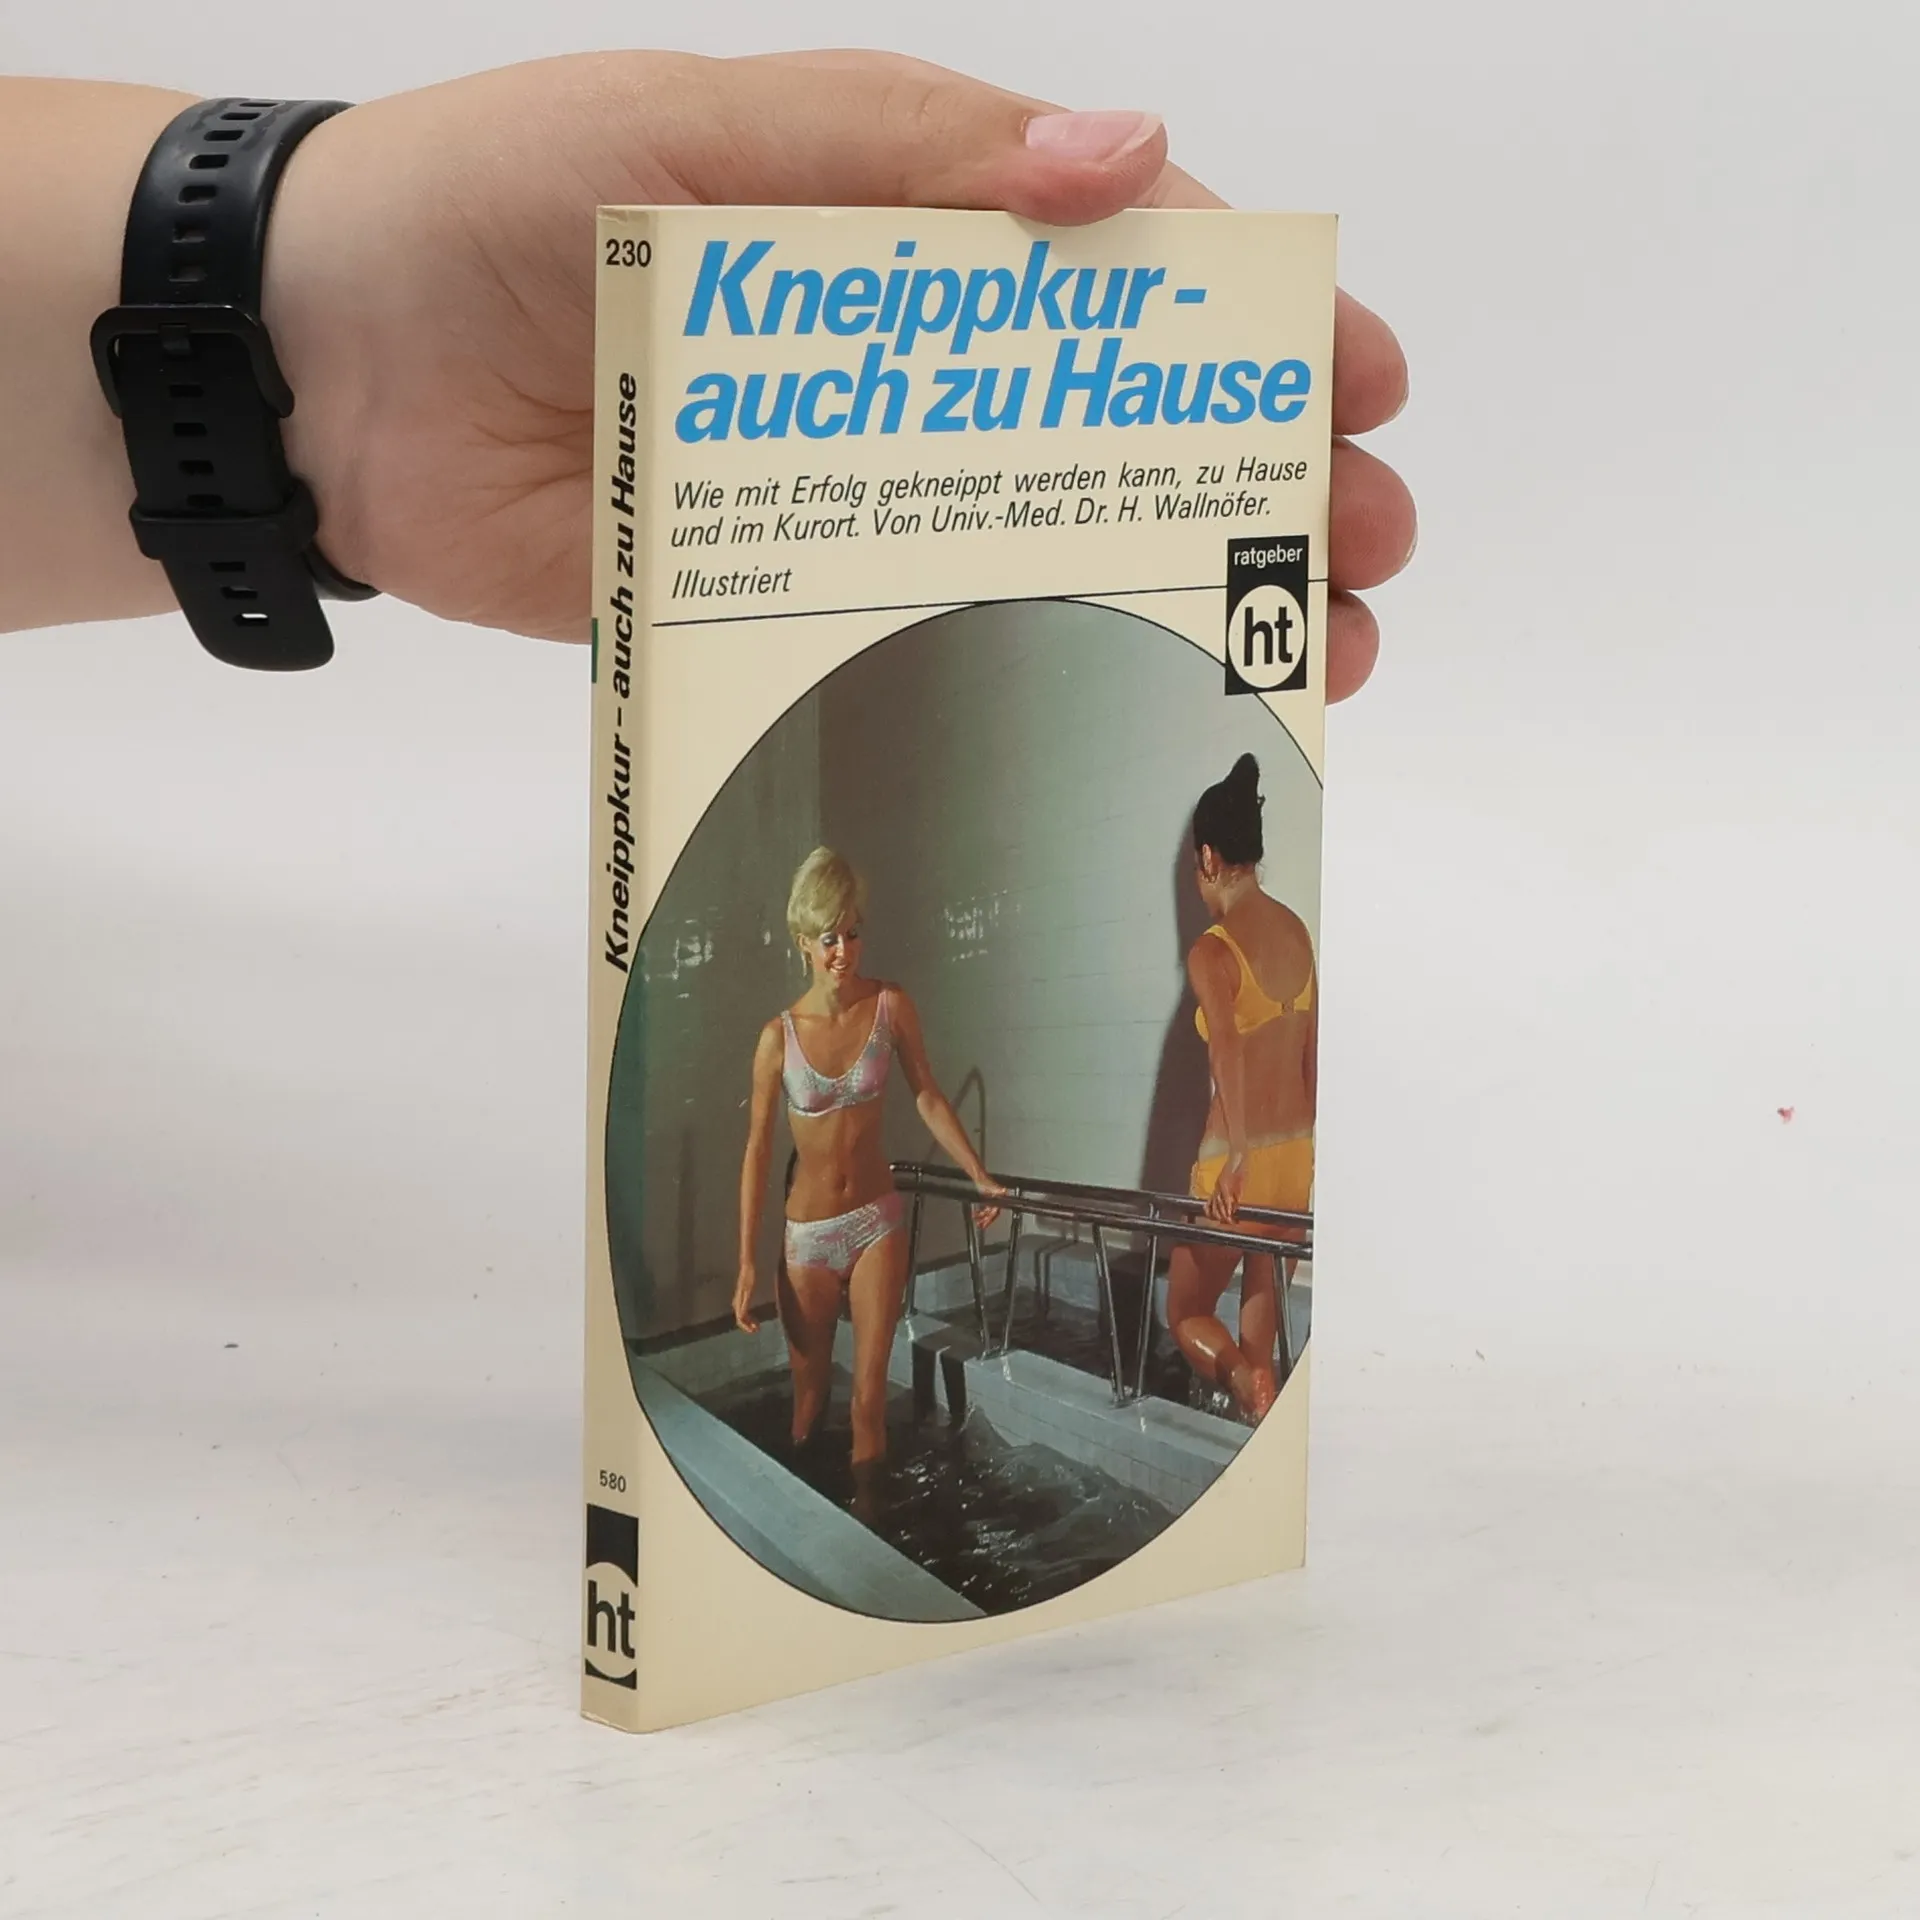 230
Kneippkur - auch zu Hause
580
ht
Kneippkur -
auch zu Hause
Wie mit Erfolg gekneippt werden kann, zu Hause
und im Kurort. Von Univ.-Med. Dr. H. Wallnöfer.
Illustriert
ratgeber
ht